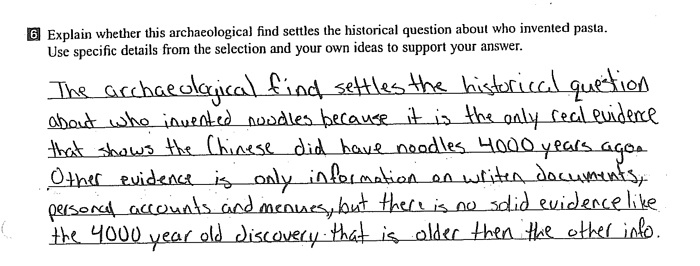 6 Explain whether this archaeological find settles the historical question about who invented pasta.
Use specific details from the selection and your own ideas to support your answer.
The archaeological find settles the historical question
about who invented noodles because it is the only real evidence
that shows the Chinese did have noodles 4000 years agoo
Other evidence is only information on writen documents,
personal accounts and menues, but there is no solid evidence like
the 4000 year old discovery that is older then the other info.